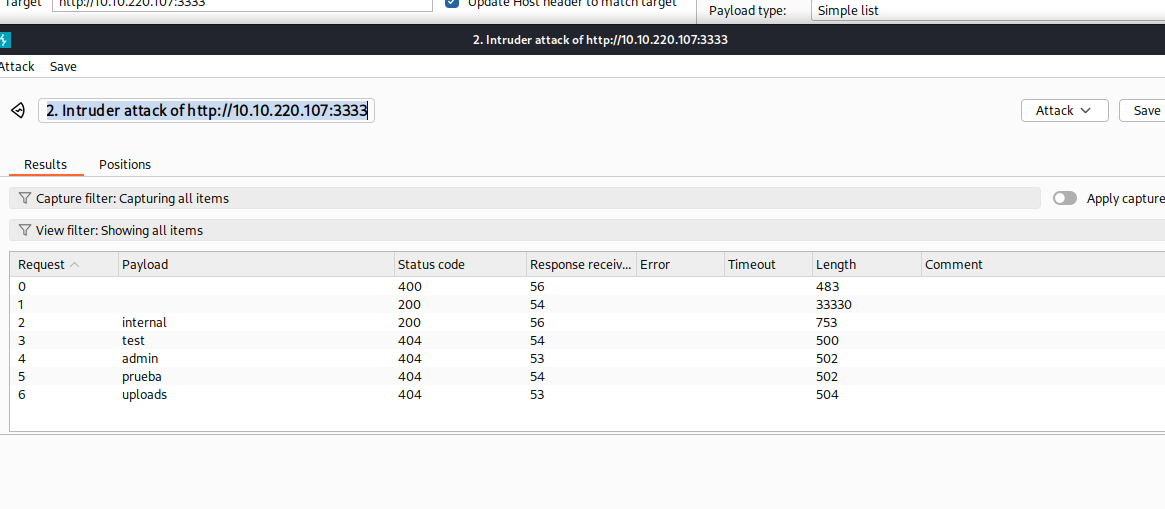 Target http://10.10.220.107:3333 Update Host header to match target Payload type: Simple list
2. Intruder attack of http://10.10.220.107:3333
Attack Save
2. Intruder attack of http://10.10.220.107:3333 Attack Save
Results Positions
Capture filter: Capturing all items Apply capture
View filter: Showing all items
Request Payload Status code Response receiv... Error Timeout Length Comment
0 400 56 483
1 200 54 33330
2 internal 200 56 753
3 test 404 54 500
4 admin 404 53 502
5 prueba 404 54 502
6 uploads 404 53 504